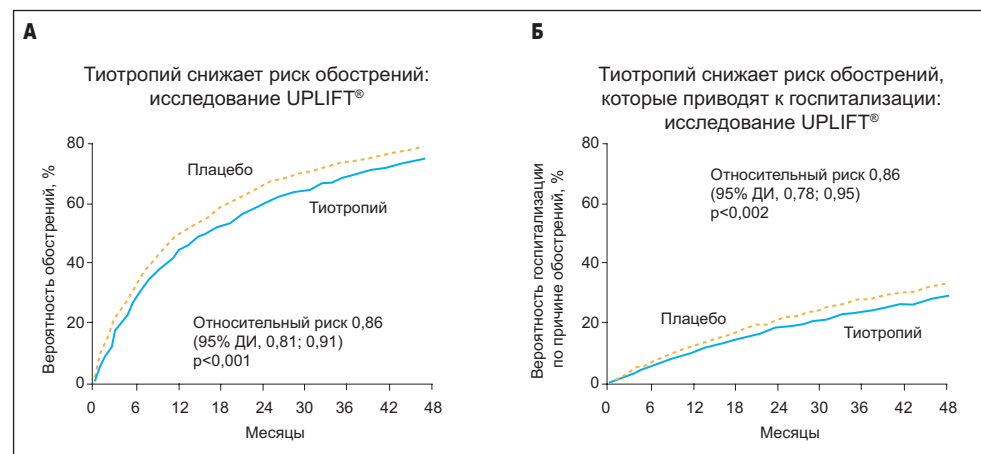 А
Тиотропий снижает риск обострений:
исследование UPLIFT®
Вероятность обострений, %
80
60
40
20
0
Плацебо
Тиотропий
Относительный риск 0,86
(95% ДИ, 0,81; 0,91)
p<0,001
0 6 12 18 24 30 36 42 48
Месяцы
Б
Тиотропий снижает риск обострений,
которые приводят к госпитализации:
исследование UPLIFT®
Вероятность госпитализации
по причине обострений, %
80
60
40
20
0
Относительный риск 0,86
(95% ДИ, 0,78; 0,95)
p<0,002
Плацебо
Тиотропий
0 6 12 18 24 30 36 42 48
Месяцы